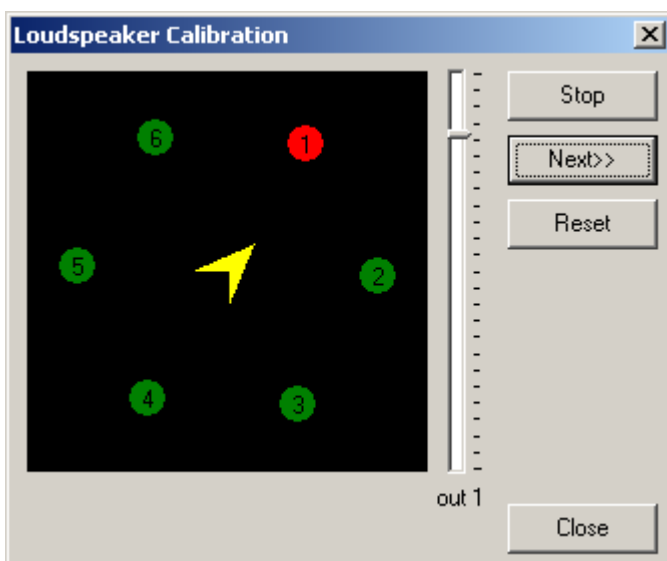 Loudspeaker Calibration
6
1
Stop
Next>>
Reset
5
2
4
3
out 1
Close